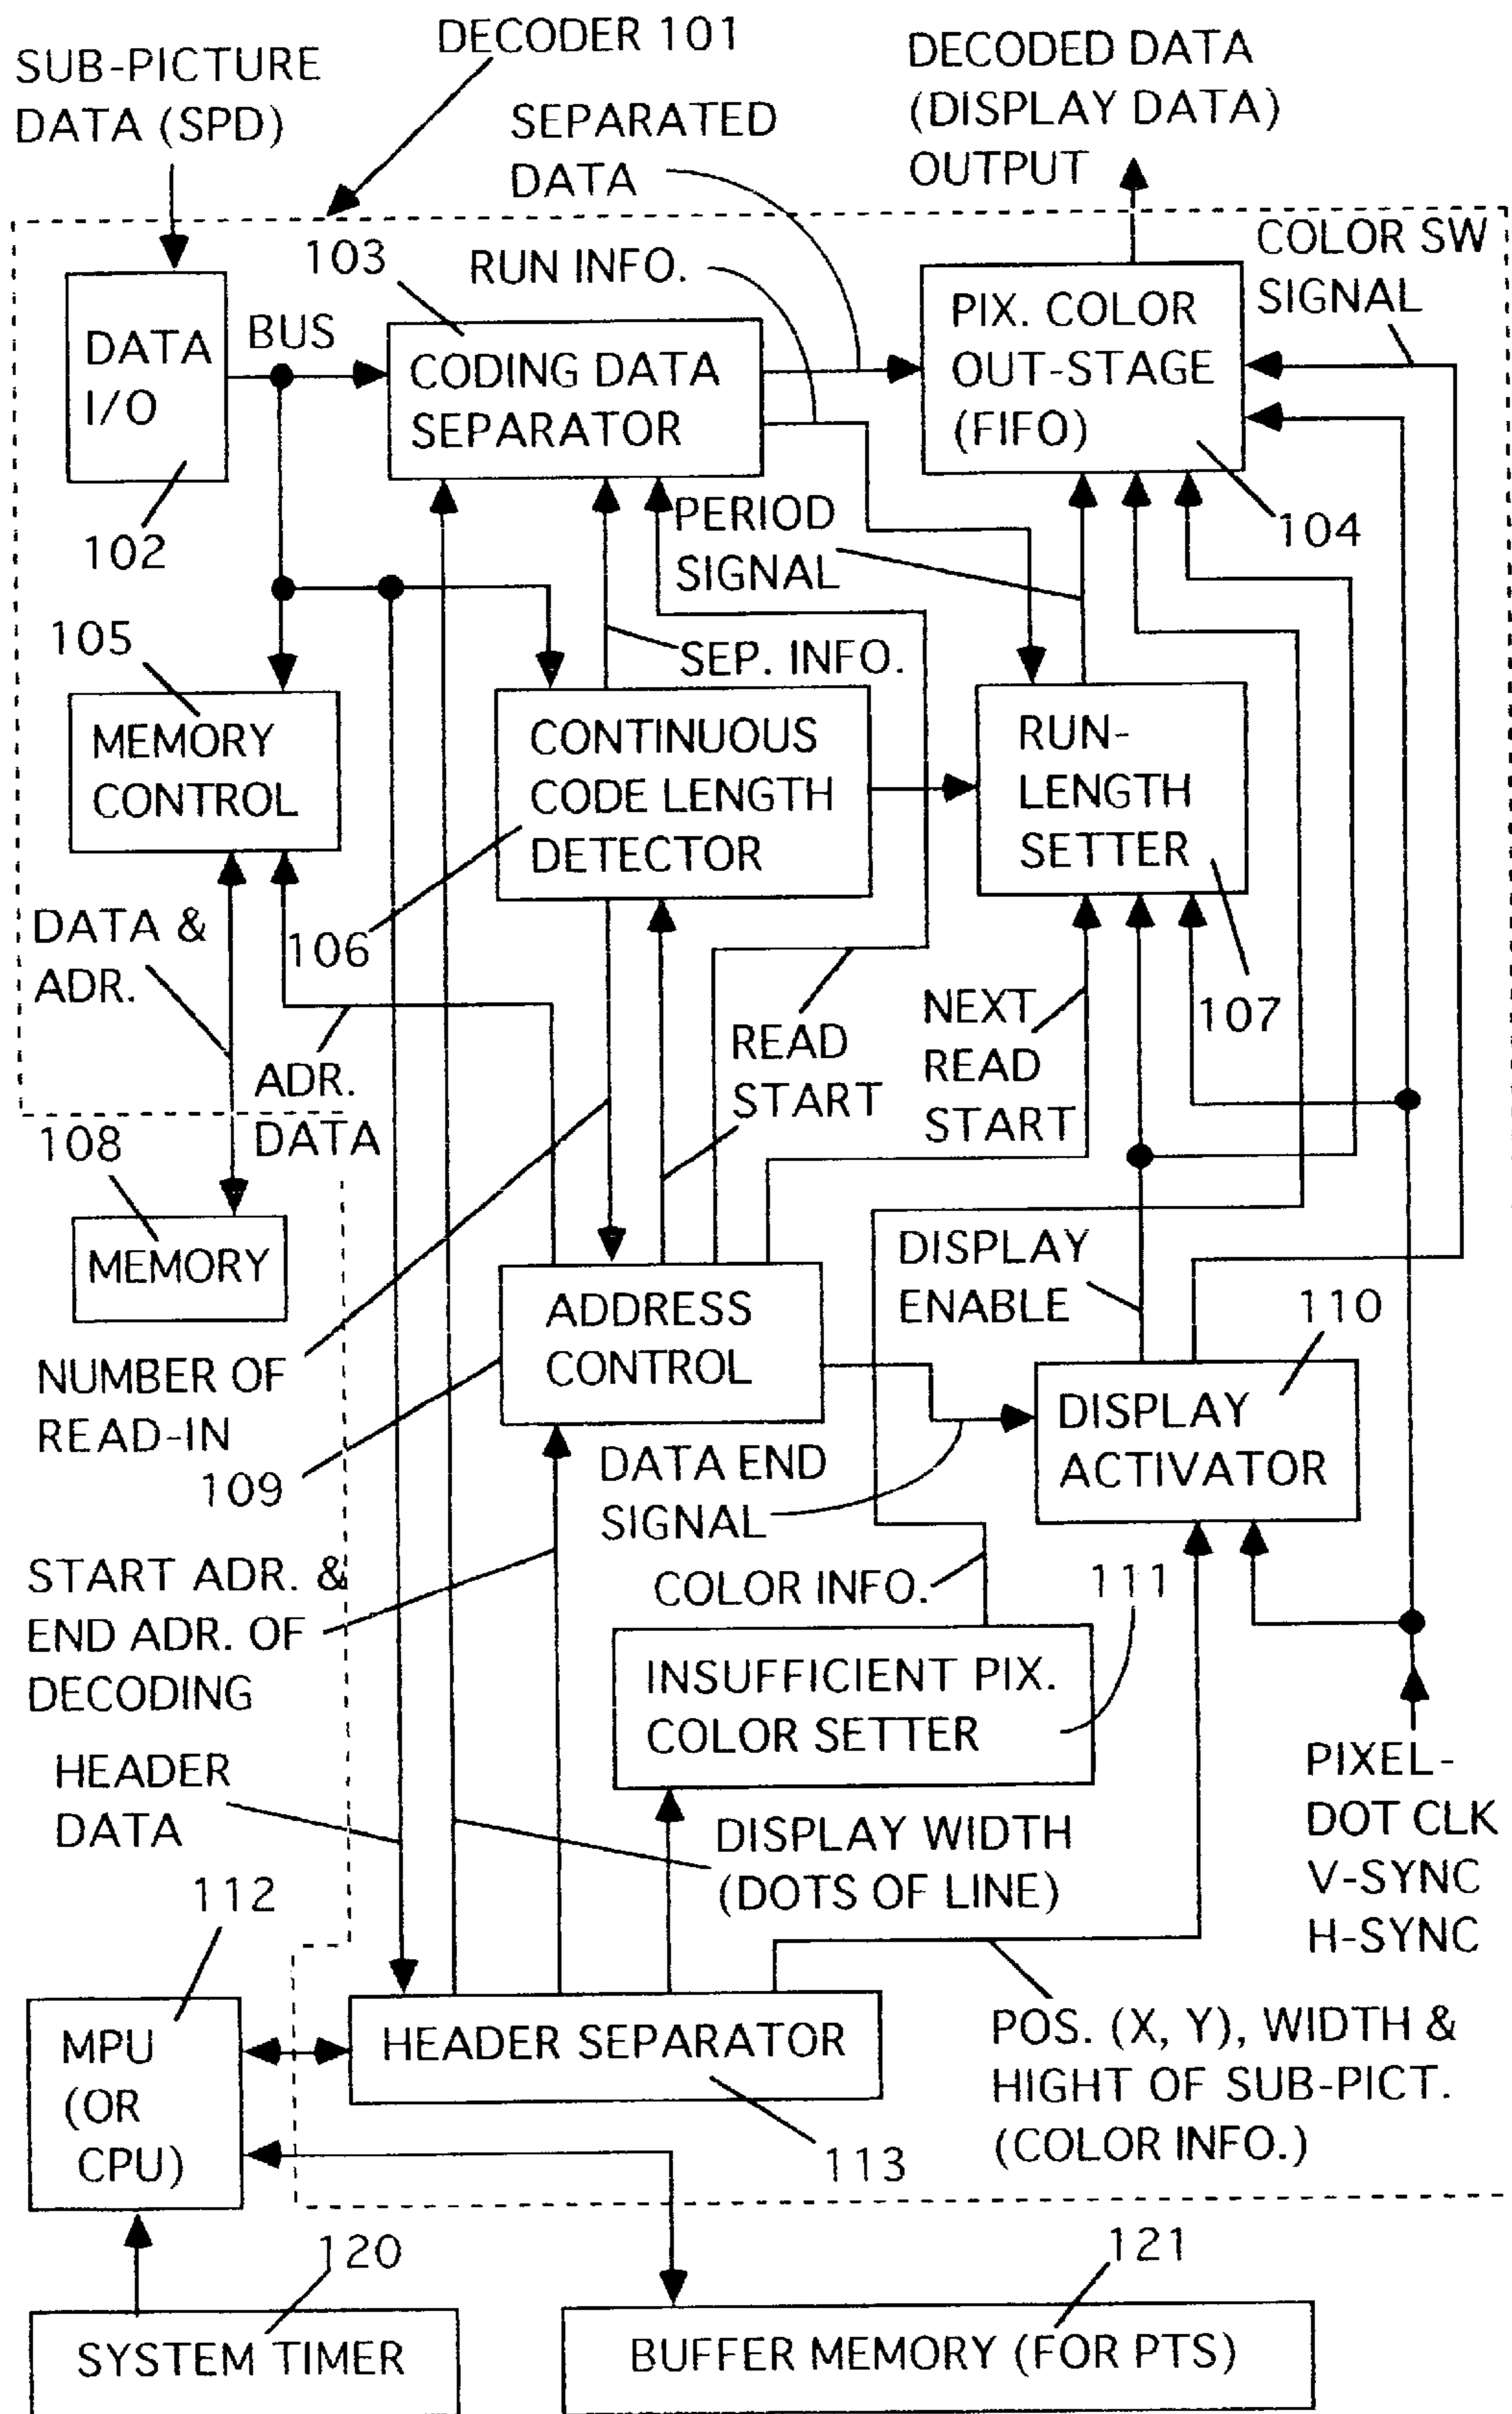 DECODER 101
SUB-PICTURE
DATA (SPD)
SEPARATED
DATA
DECODED DATA
(DISPLAY DATA)
OUTPUT
COLOR SW
SIGNAL
103
RUN INFO.
DATA
I/O
BUS
CODING DATA
SEPARATOR
PIX. COLOR
OUT-STAGE
(FIFO)
102
PERIOD
SIGNAL
104
105
SEP. INFO.
MEMORY
CONTROL
CONTINUOUS
CODE LENGTH
DETECTOR
RUN-
LENGTH
SETTER
DATA &
ADR.
106
107
ADR.
DATA
READ
START
NEXT
READ
START
108
MEMORY
DISPLAY
ENABLE
110
ADDRESS
CONTROL
NUMBER OF
READ-IN
109
DISPLAY
ACTIVATOR
DATA END
SIGNAL
START ADR. &
END ADR. OF
DECODING
COLOR INFO.
111
INSUFFICIENT PIX.
COLOR SETTER
HEADER
DATA
DISPLAY WIDTH
(DOTS OF LINE)
PIXEL-
DOT CLK
V-SYNC
H-SYNC
112
MPU
(OR
CPU)
HEADER SEPARATOR
113
POS. (X, Y), WIDTH &
HIGHT OF SUB-PICT.
(COLOR INFO.)
120
121
SYSTEM TIMER
BUFFER MEMORY (FOR PTS)